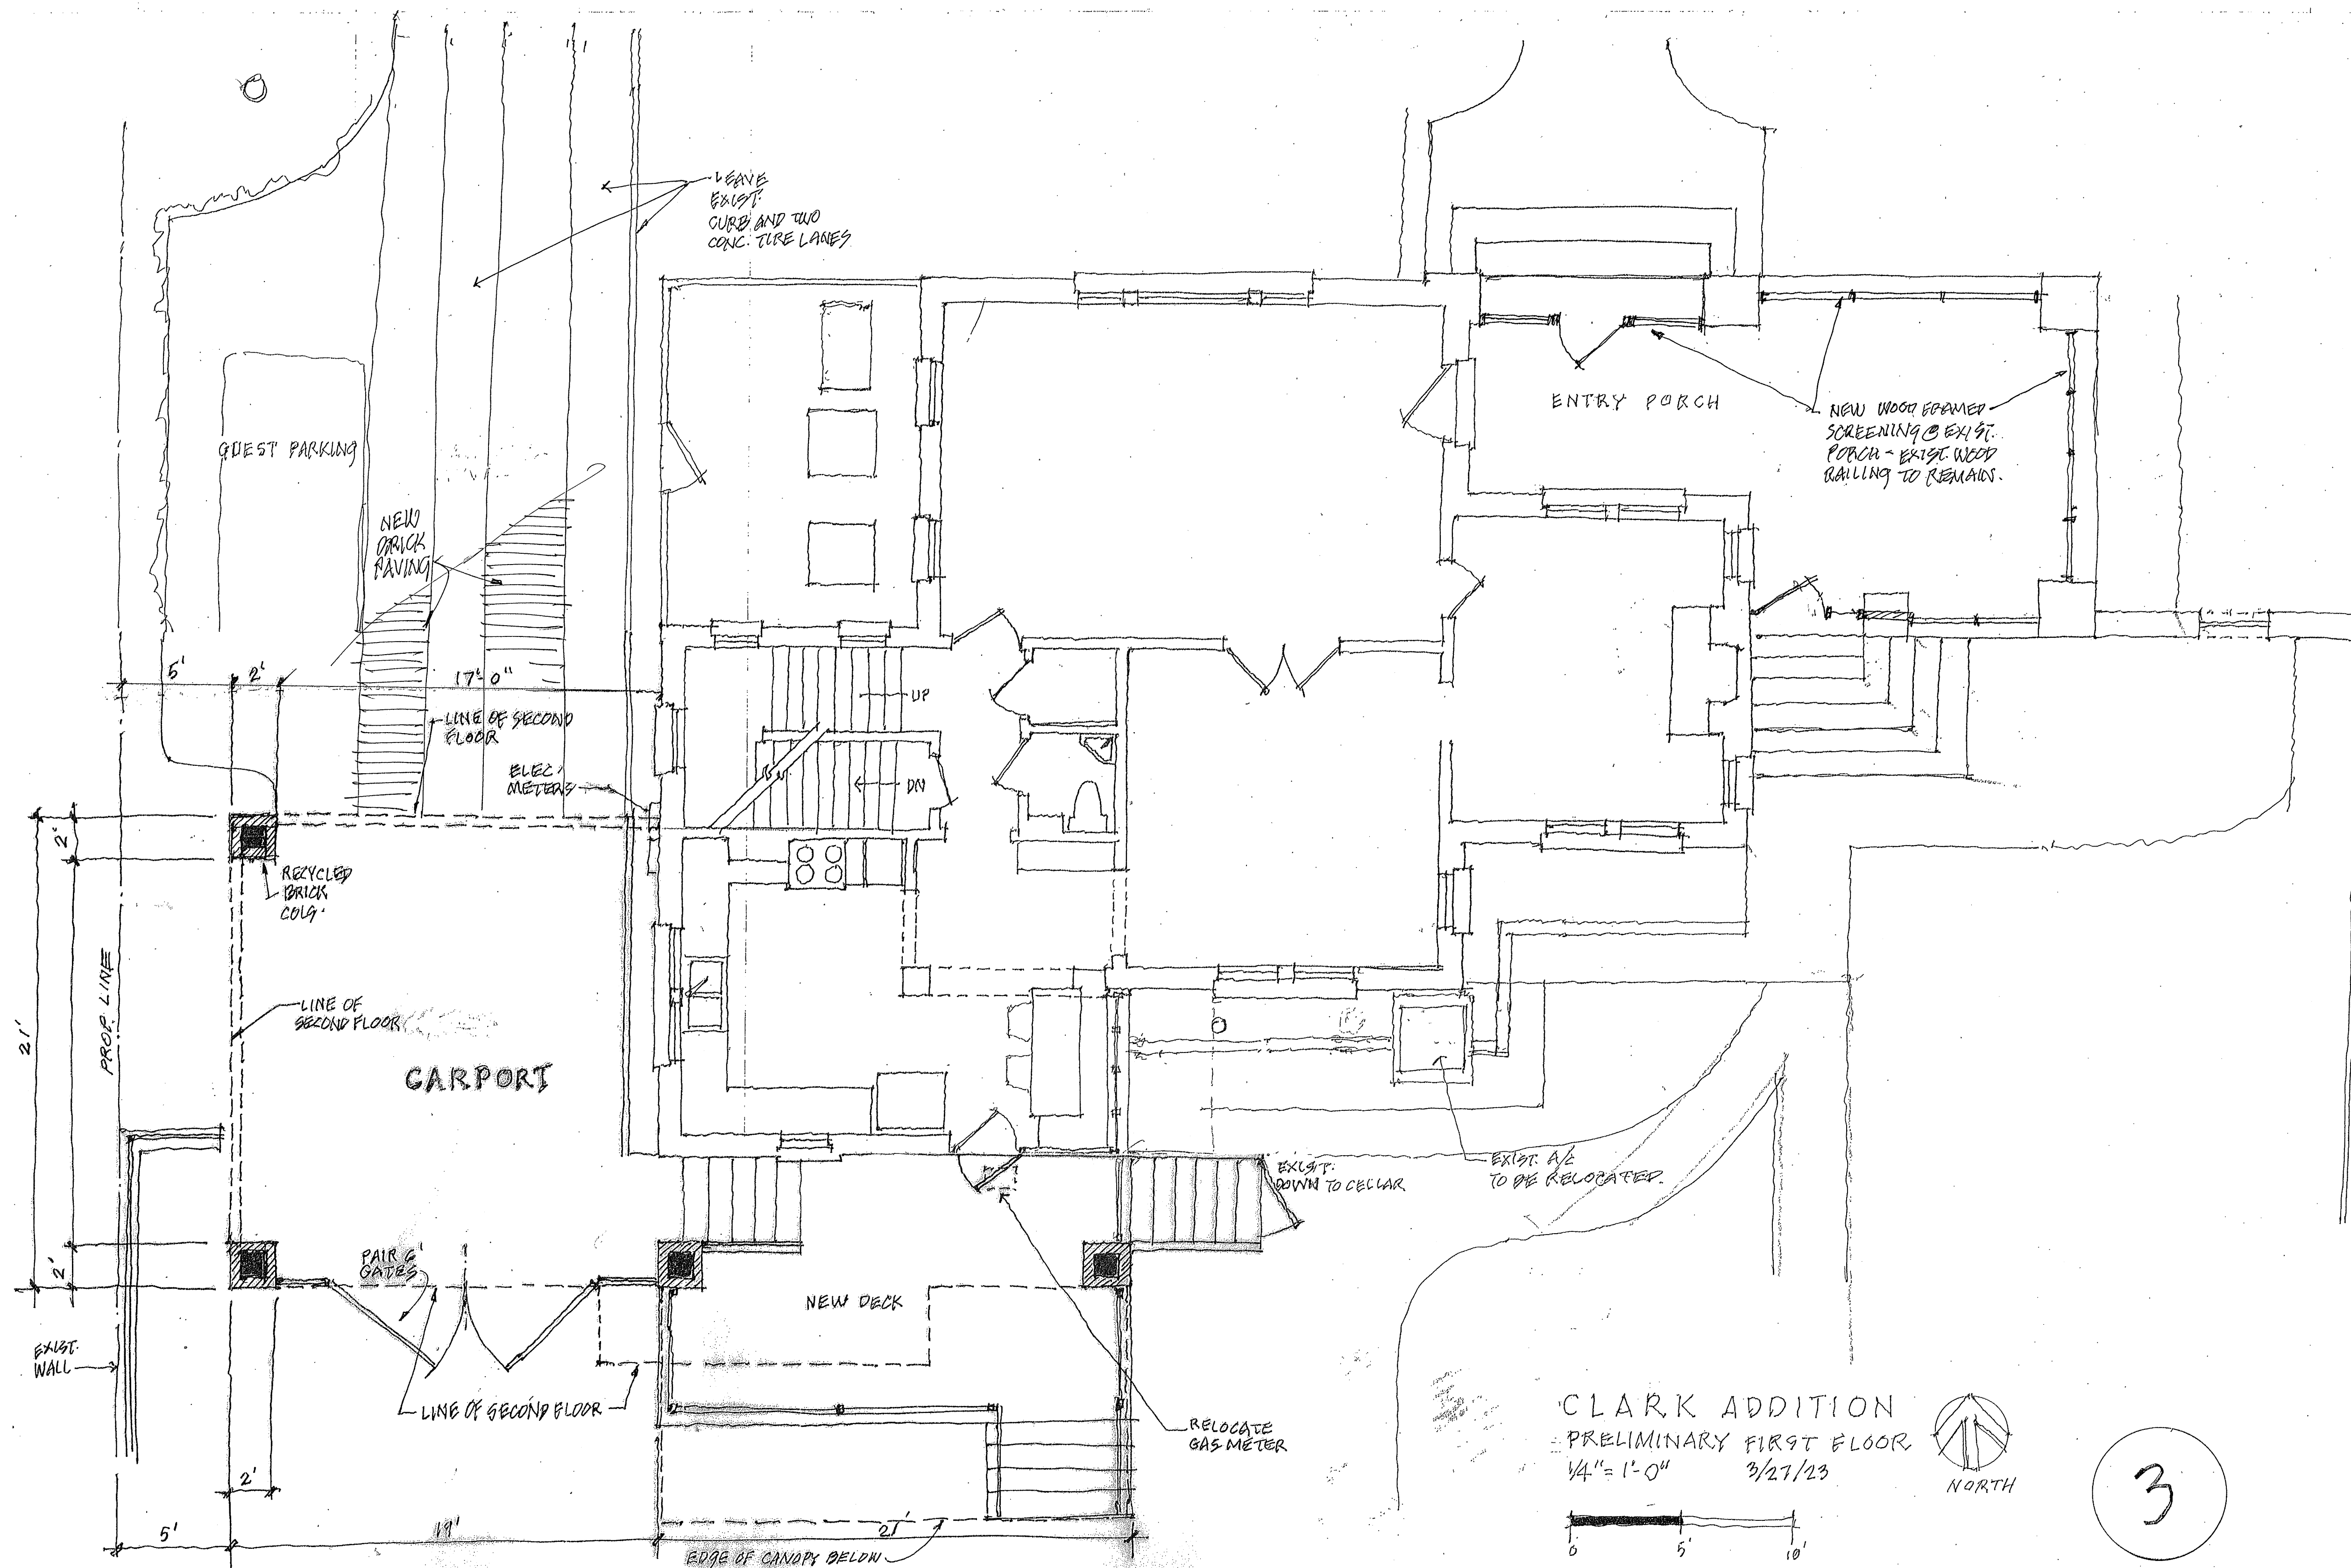 LEAVE
EXIST.
CURB AND TWO
CONC. TIRE LANES
ENTRY PORCH
NEW WOOD FRAMED
SCREENING @ EXIST.
PORCH - EXIST. WOOD
RAILING TO REMAIN.
GUEST PARKING
NEW
BRICK
PAVING
5'
2'
17'-0"
UP
LINE OF SECOND
FLOOR
ELEC.
METERS
DN
2'
RECYCLED
BRICK
COLS.
PROP. LINE
21'
LINE OF
SECOND FLOOR
CARPORT
EXIST.
DOWN TO CELLAR
EXIST. A/C
TO BE RELOCATED.
2'
PAIR 6'
GATES
NEW DECK
EXIST.
WALL
LINE OF SECOND FLOOR
RELOCATE
GAS METER
2'
5'
19'
21'
EDGE OF CANOPY BELOW
CLARK ADDITION
PRELIMINARY FIRST FLOOR
1/4" = 1'-0" 3/27/23
NORTH
0 5' 10'
3